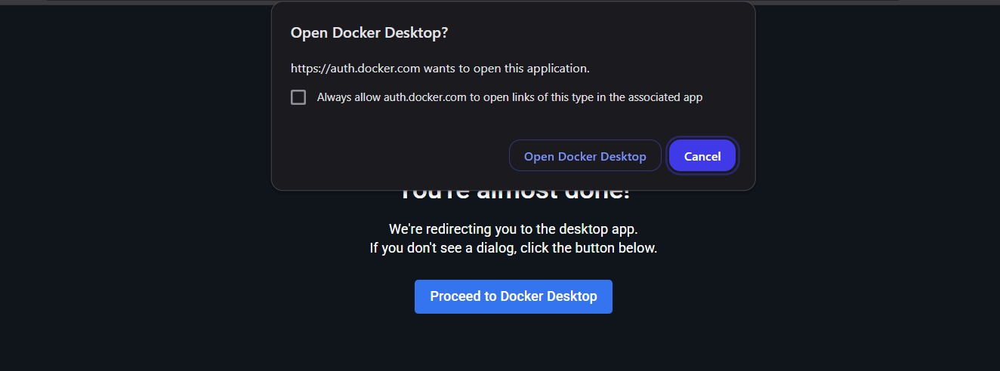 Open Docker Desktop?
https://auth.docker.com wants to open this application.
Always allow auth.docker.com to open links of this type in the associated app
Open Docker Desktop
Cancel
You're almost done!
We're redirecting you to the desktop app.
If you don't see a dialog, click the button below.
Proceed to Docker Desktop